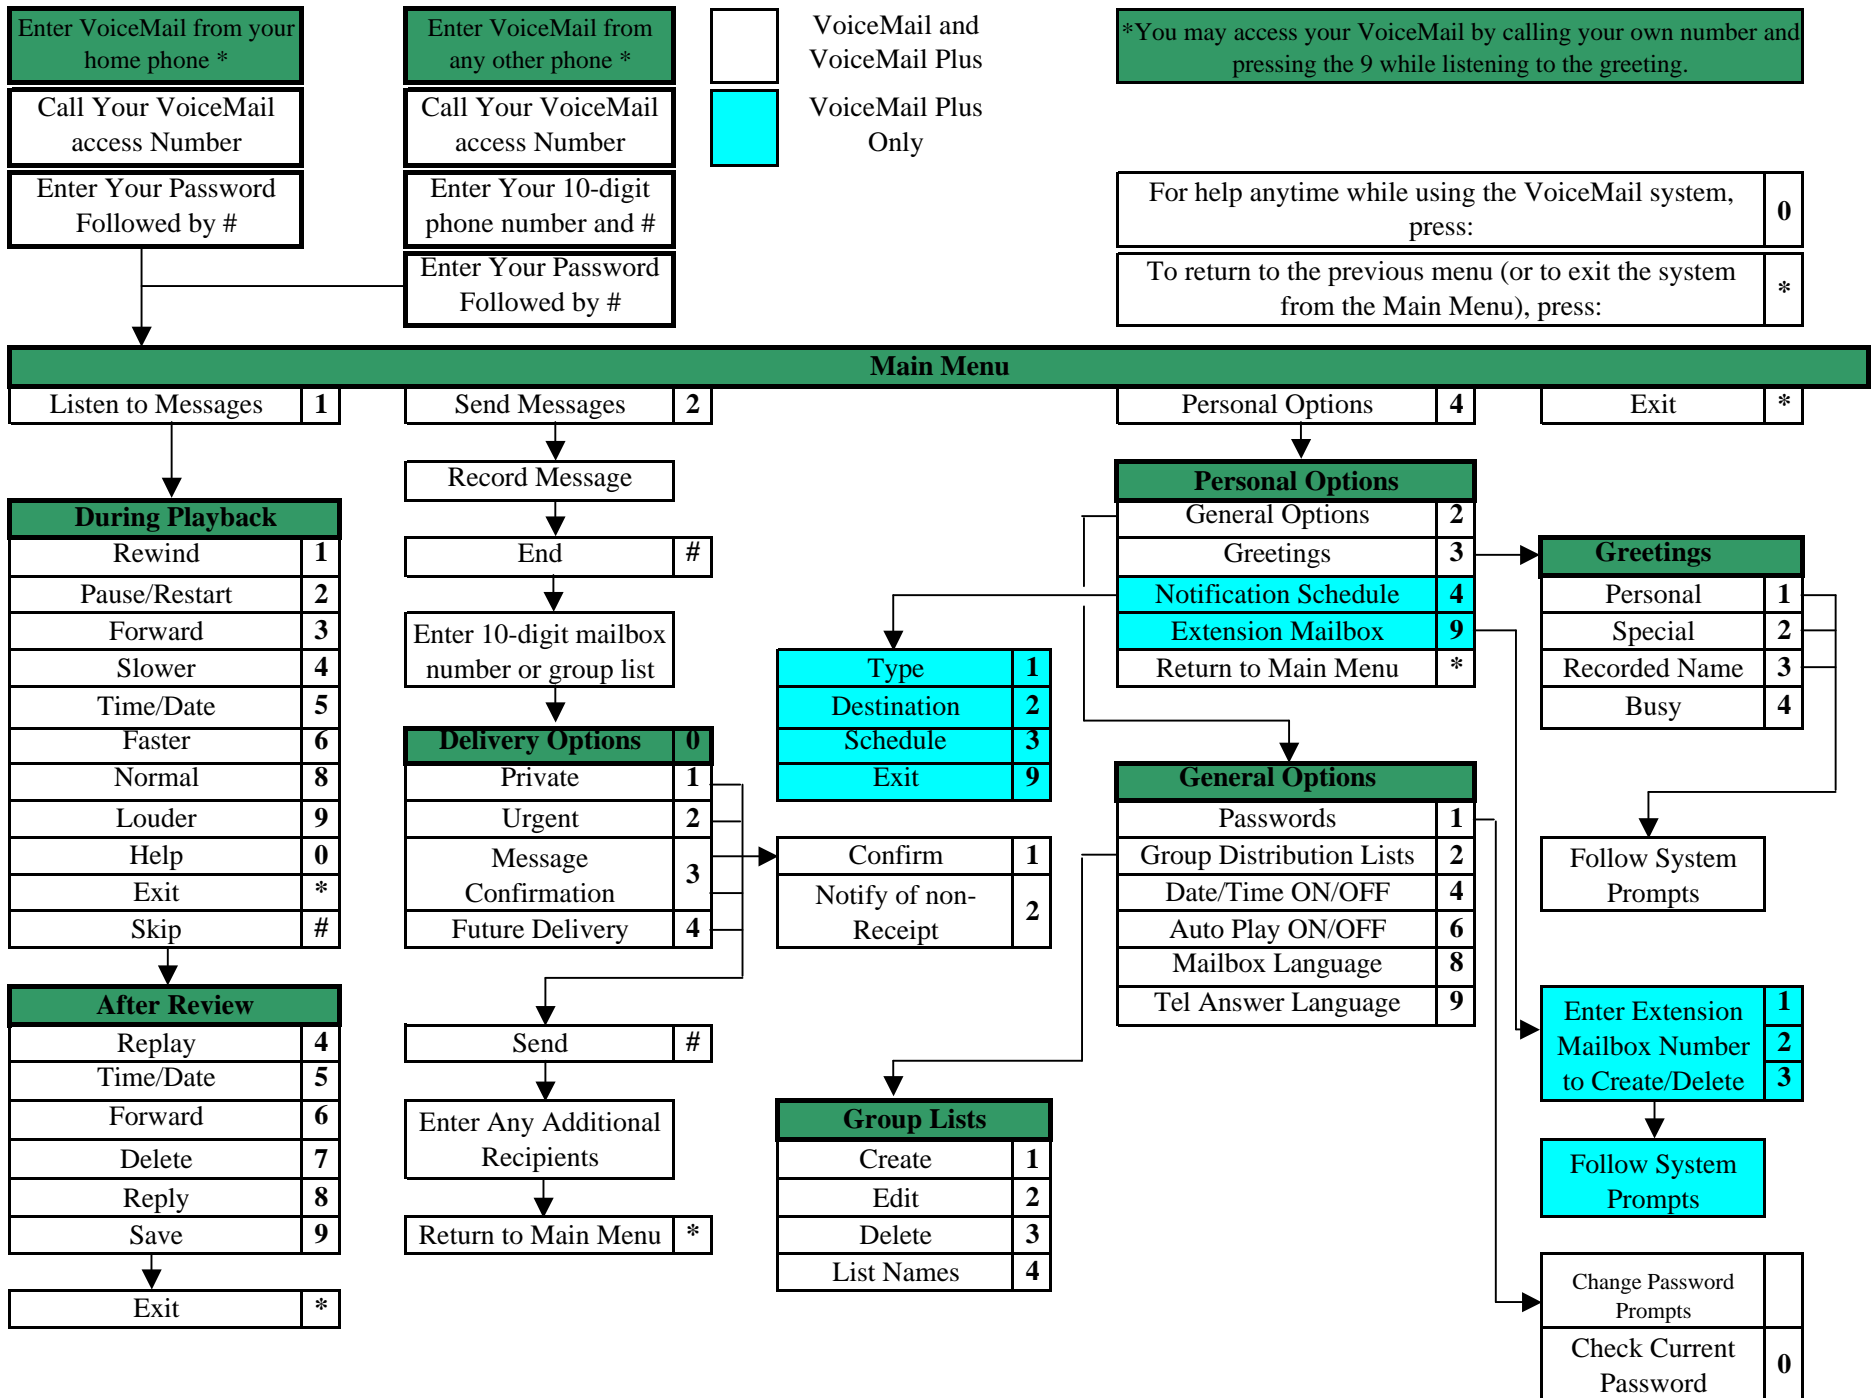 Enter VoiceMail from your
home phone *
Call Your VoiceMail
access Number
Enter Your Password
Followed by #
Enter VoiceMail from
any other phone *
Call Your VoiceMail
access Number
Enter Your 10-digit
phone number and #
Enter Your Password
Followed by #
VoiceMail and
VoiceMail Plus
VoiceMail Plus
Only
*You may access your VoiceMail by calling your own number and
pressing the 9 while listening to the greeting.
For help anytime while using the VoiceMail system,
press:
0
To return to the previous menu (or to exit the system
from the Main Menu), press:
*
Main Menu
Listen to Messages 1
Send Messages 2
Personal Options 4
Exit *
During Playback
Rewind 1
Pause/Restart 2
Forward 3
Slower 4
Time/Date 5
Faster 6
Normal 8
Louder 9
Help 0
Exit *
Skip #
After Review
Replay 4
Time/Date 5
Forward 6
Delete 7
Reply 8
Save 9
Exit *
Record Message
End #
Enter 10-digit mailbox
number or group list
Delivery Options 0
Private 1
Urgent 2
Message
Confirmation
3
Future Delivery 4
Send #
Enter Any Additional
Recipients
Return to Main Menu *
Type 1
Destination 2
Schedule 3
Exit 9
Confirm 1
Notify of non-
Receipt
2
Group Lists
Create 1
Edit 2
Delete 3
List Names 4
Personal Options
General Options 2
Greetings 3
Notification Schedule 4
Extension Mailbox 9
Return to Main Menu *
General Options
Passwords 1
Group Distribution Lists 2
Date/Time ON/OFF 4
Auto Play ON/OFF 6
Mailbox Language 8
Tel Answer Language 9
Greetings
Personal 1
Special 2
Recorded Name 3
Busy 4
Follow System
Prompts
Enter Extension 1
Mailbox Number 2
to Create/Delete 3
Follow System
Prompts
Change Password
Prompts
Check Current
Password
0